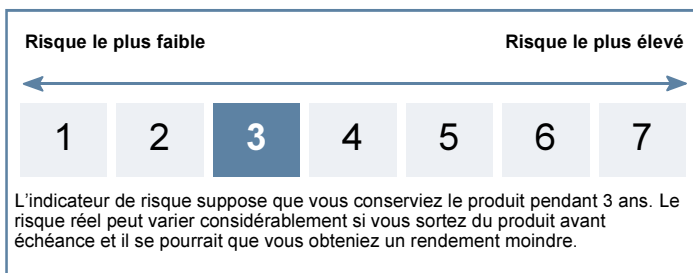 Risque le plus faible Risque le plus élevé
1 2 3 4 5 6 7
L'indicateur de risque suppose que vous conserviez le produit pendant 3 ans. Le
risque réel peut varier considérablement si vous sortez du produit avant
échéance et il se pourrait que vous obteniez un rendement moindre.